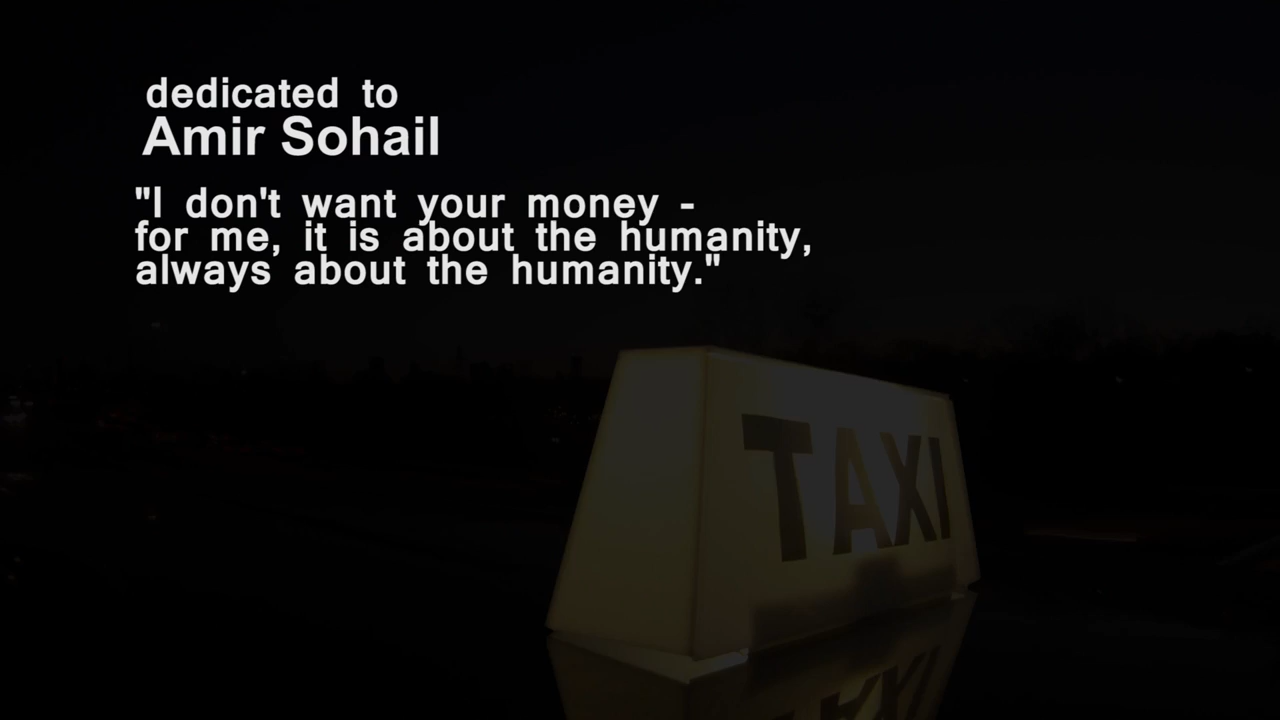 dedicated to
Amir Sohail
"I don't want your money -
for me, it is about the humanity,
always about the humanity."
TAXI
TAXI